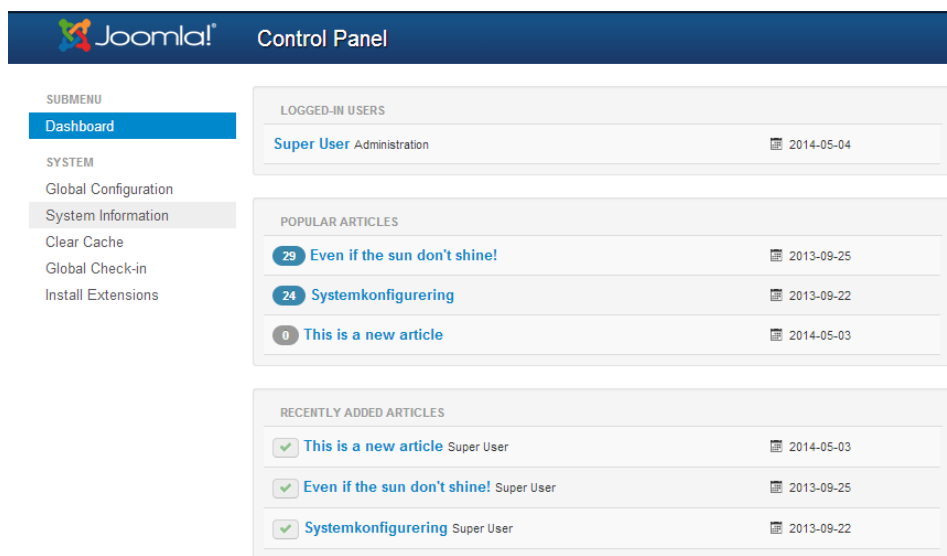 Joomla!® Control Panel
SUBMENU
Dashboard
SYSTEM
Global Configuration
System Information
Clear Cache
Global Check-in
Install Extensions
LOGGED-IN USERS
Super User Administration 2014-05-04
POPULAR ARTICLES
29 Even if the sun don't shine! 2013-09-25
24 Systemkonfigurering 2013-09-22
0 This is a new article 2014-05-03
RECENTLY ADDED ARTICLES
This is a new article Super User 2014-05-03
Even if the sun don't shine! Super User 2013-09-25
Systemkonfigurering Super User 2013-09-22